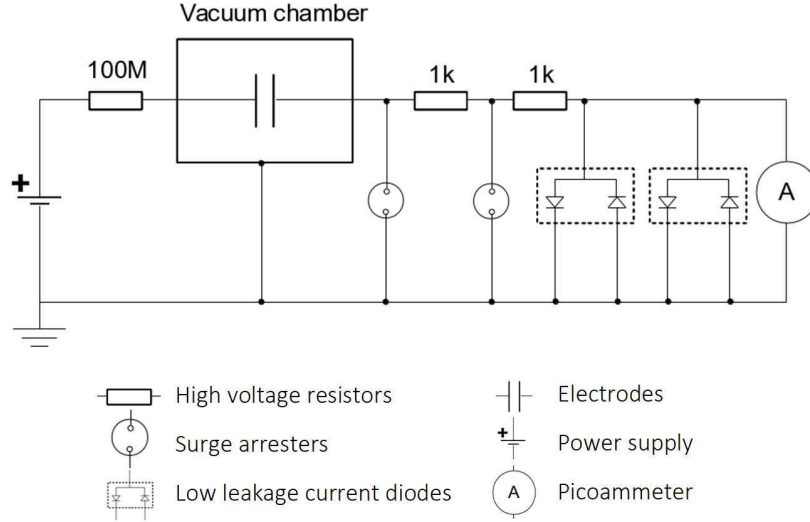 Vacuum chamber
100M
1k
1k
+
A
High voltage resistors
Electrodes
Surge arresters
+
Power supply
Low leakage current diodes
A
Picoammeter